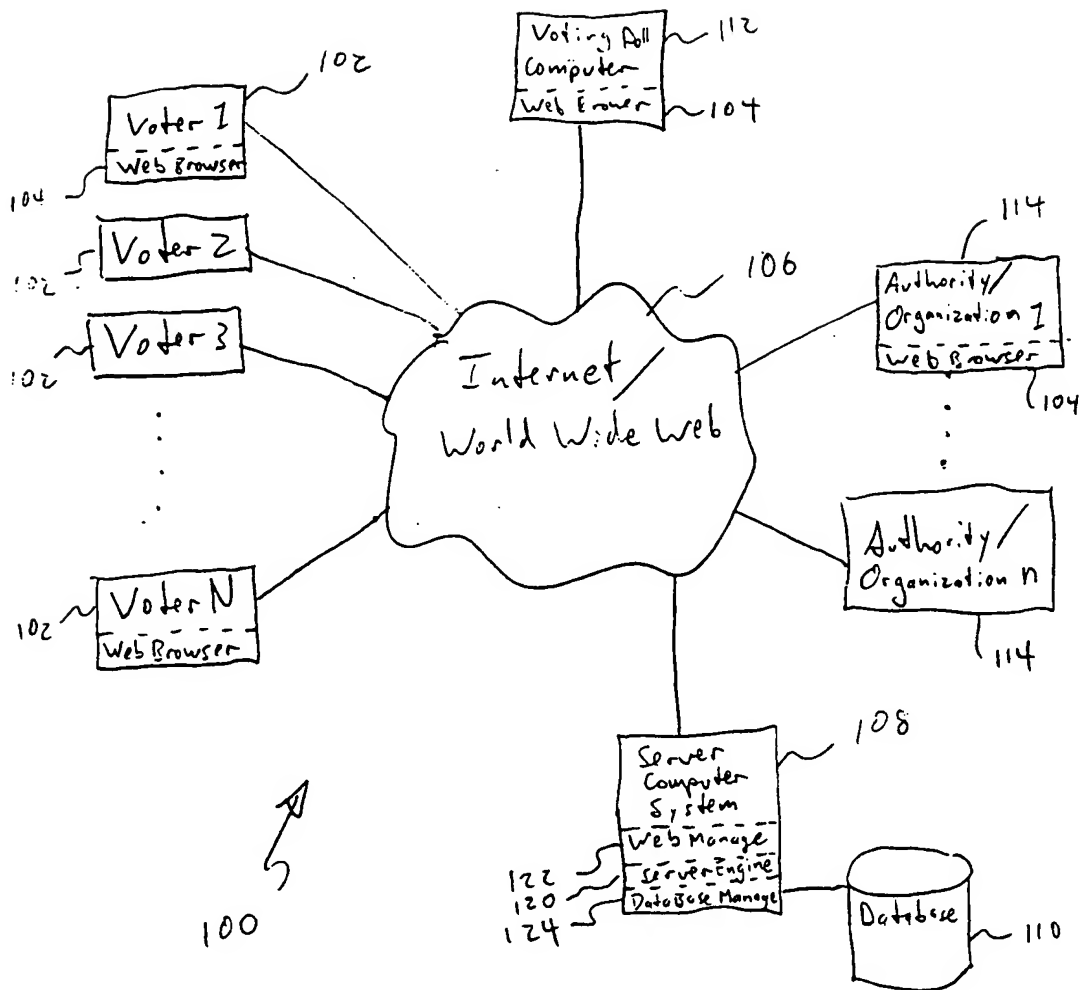 Voting Poll
Computer
Web Browser
112
104
102
Voter 1
Web Browser
104
Voter 2
102
Voter 3
102
Voter N
Web Browser
102
106
Internet/
World Wide Web
114
Authority/
Organization 1
Web Browser
104
Authority/
Organization n
114
108
Server
Computer
System
Web Manage
Server Engine
DataBase Manage
122
120
124
Database
110
100